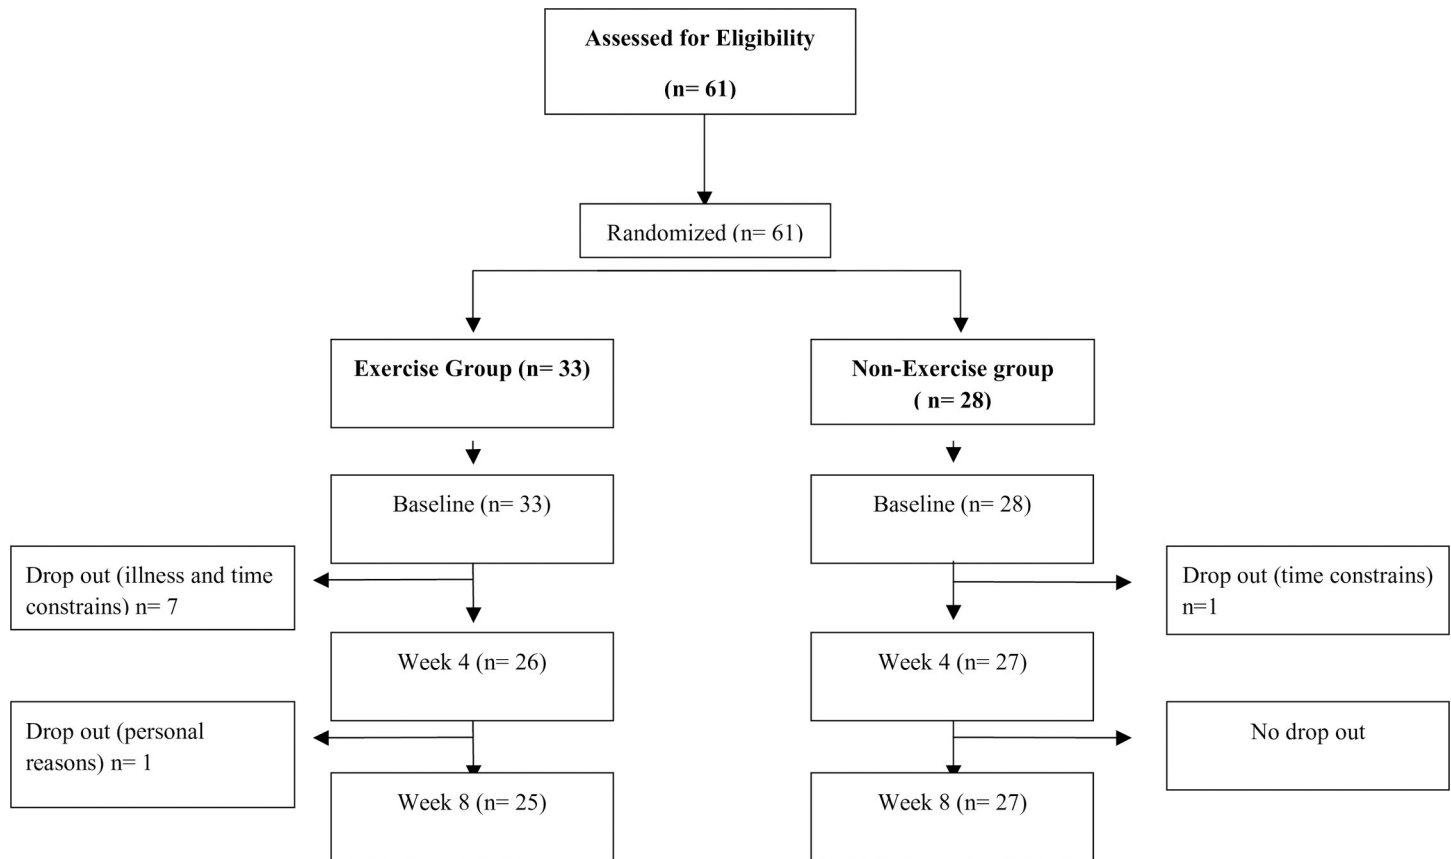 Assessed for Eligibility
(n= 61)
Randomized (n= 61)
Exercise Group (n= 33)
Non-Exercise group
( n= 28)
Baseline (n= 33)
Baseline (n= 28)
Drop out (illness and time
constrains) n= 7
Drop out (time constrains)
n=1
Week 4 (n= 26)
Week 4 (n= 27)
Drop out (personal
reasons) n= 1
No drop out
Week 8 (n= 25)
Week 8 (n= 27)